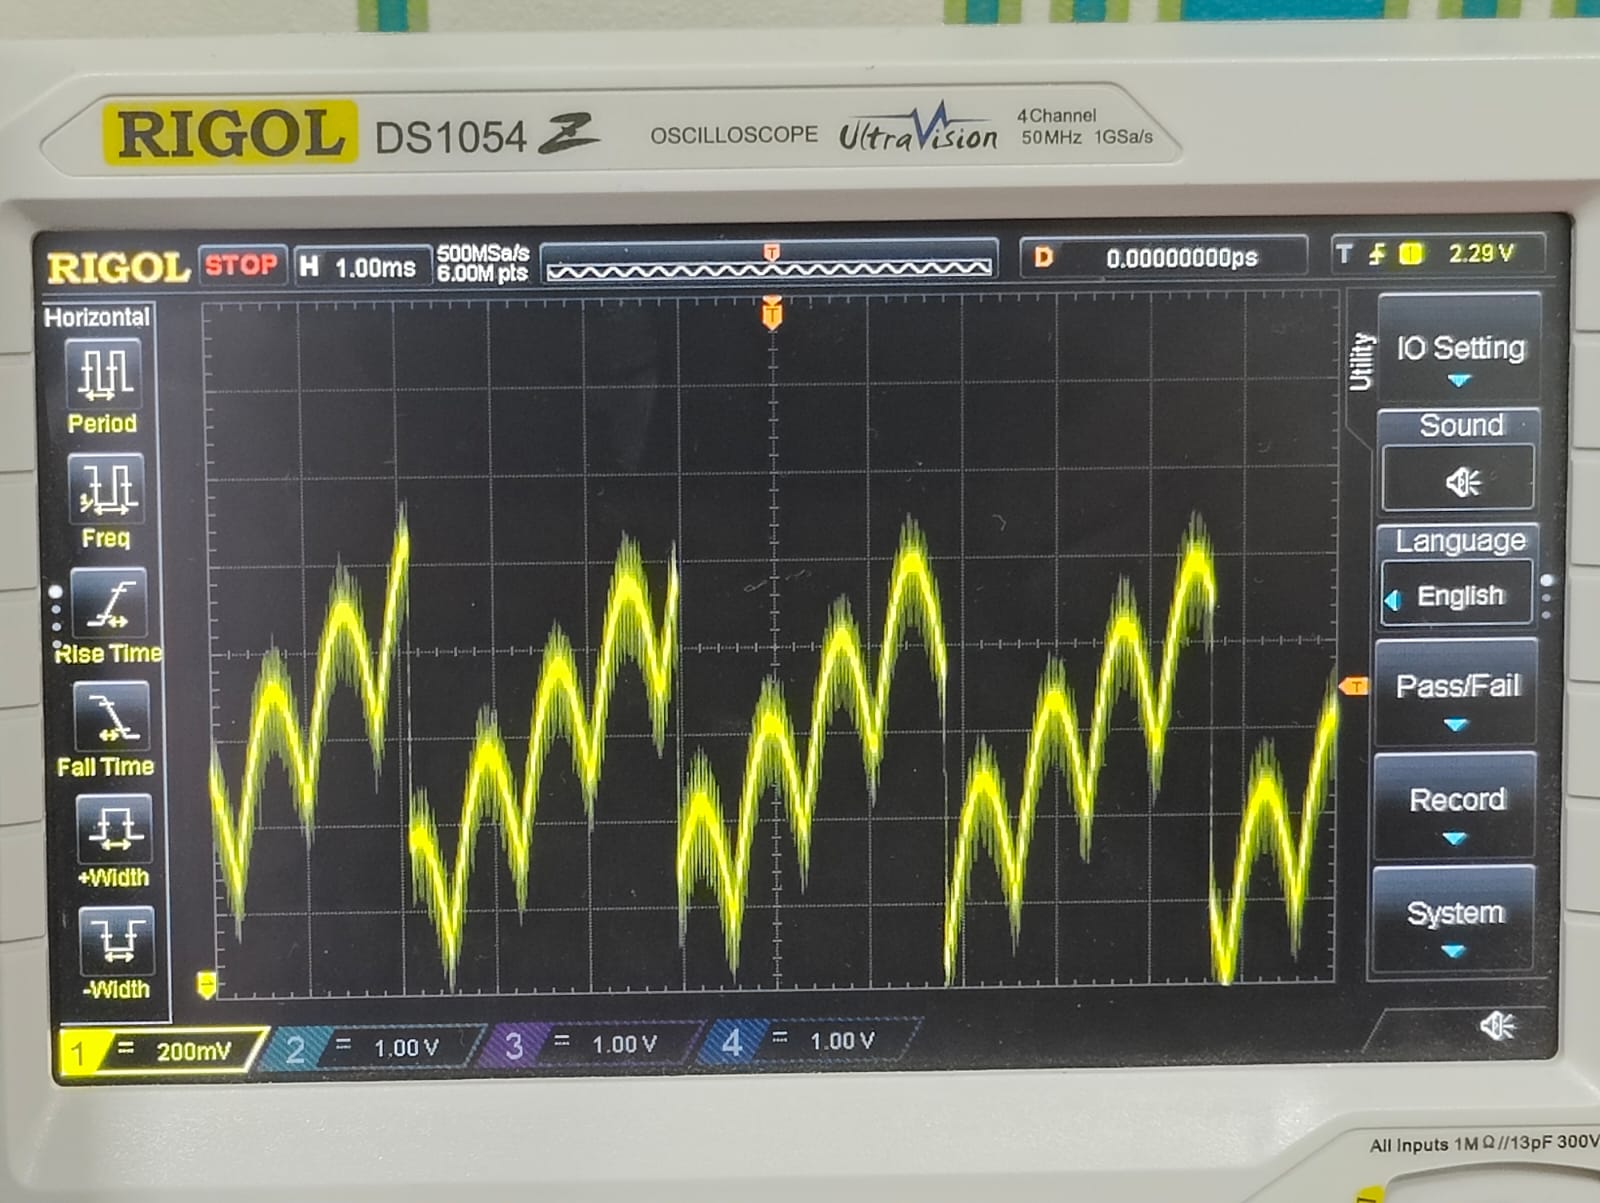 RIGOL DS1054 Z OSCILLOSCOPE UltraVision
4 Channel
50MHz 1GSa/s
RIGOL STOP H 1.00ms
500MSa/s
6.00M pts
T
D 0.00000000ps
T 1 2.29 V
Horizontal
Period
Freq
Rise Time
Fall Time
+Width
-Width
T
T
Utility
IO Setting
Sound
Language
English
Pass/Fail
Record
System
1 200mV
2 1.00 V
3 1.00 V
4 1.00 V
All Inputs 1MΩ//13pF 300V